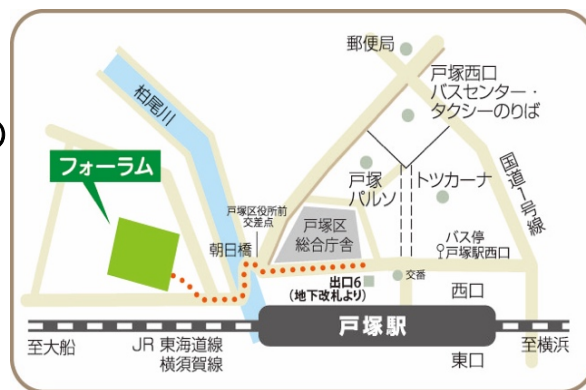 郵便局
戸塚西口
バスセンター・
タクシーのりば
柏尾川
国道1号線
フォーラム
戸塚
パルソ
トツカーナ
戸塚区役所前
交差点
戸塚区
総合庁舎
朝日橋
バス停
戸塚駅西口
出口6
(地下改札より)
交番
西口
戸塚駅
至大船
JR 東海道線
横須賀線
至横浜
東口